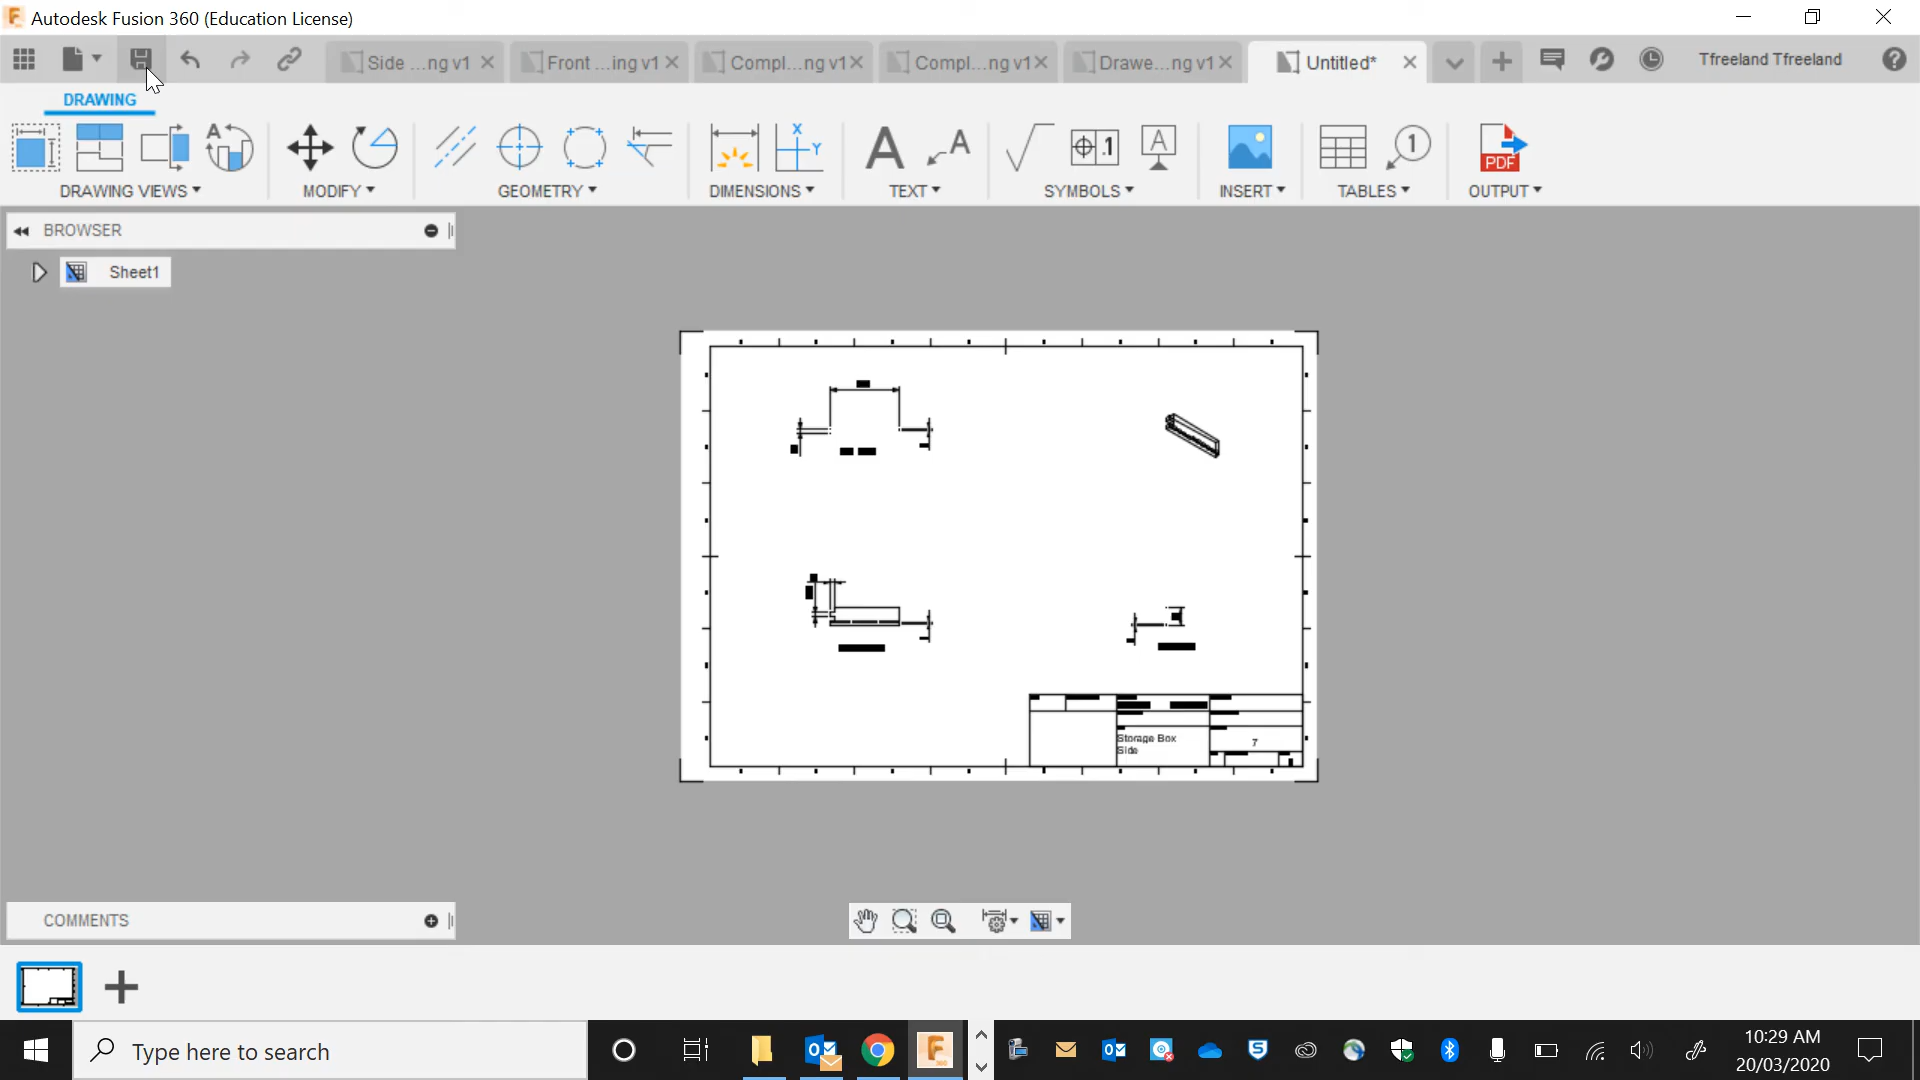 Autodesk Fusion 360 (Education License)
Side ...ng v1
Front ...ing v1
Compl...ng v1
Compl...ng v1
Drawe...ng v1
Untitled*
Tfreeland Tfreeland
DRAWING
DRAWING VIEWS
MODIFY
GEOMETRY
DIMENSIONS
TEXT
SYMBOLS
INSERT
TABLES
OUTPUT
PDF
BROWSER
Sheet1
Storage Box
Side
7
COMMENTS
Type here to search
10:29 AM
20/03/2020